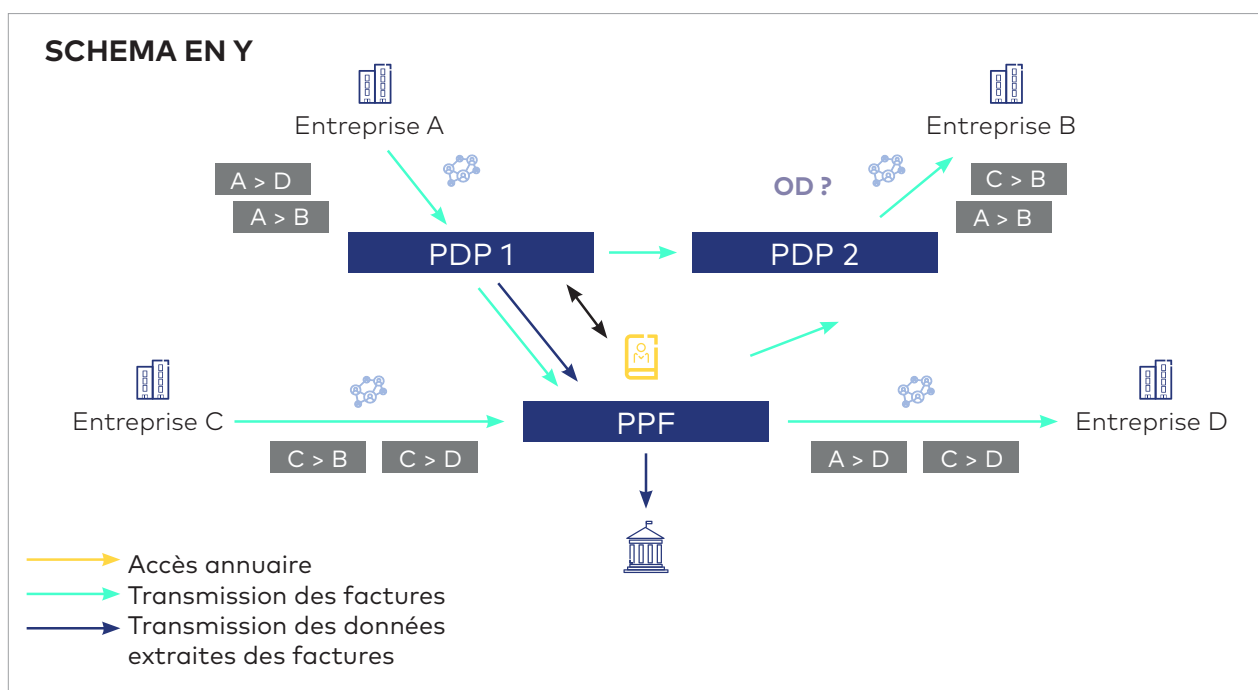 SCHEMA EN Y
Entreprise A
Entreprise B
A > D
A > B
OD ?
C > B
A > B
PDP 1
PDP 2
Entreprise C
PPF
Entreprise D
C > B
C > D
A > D
C > D
Accès annuaire
Transmission des factures
Transmission des données
extraites des factures